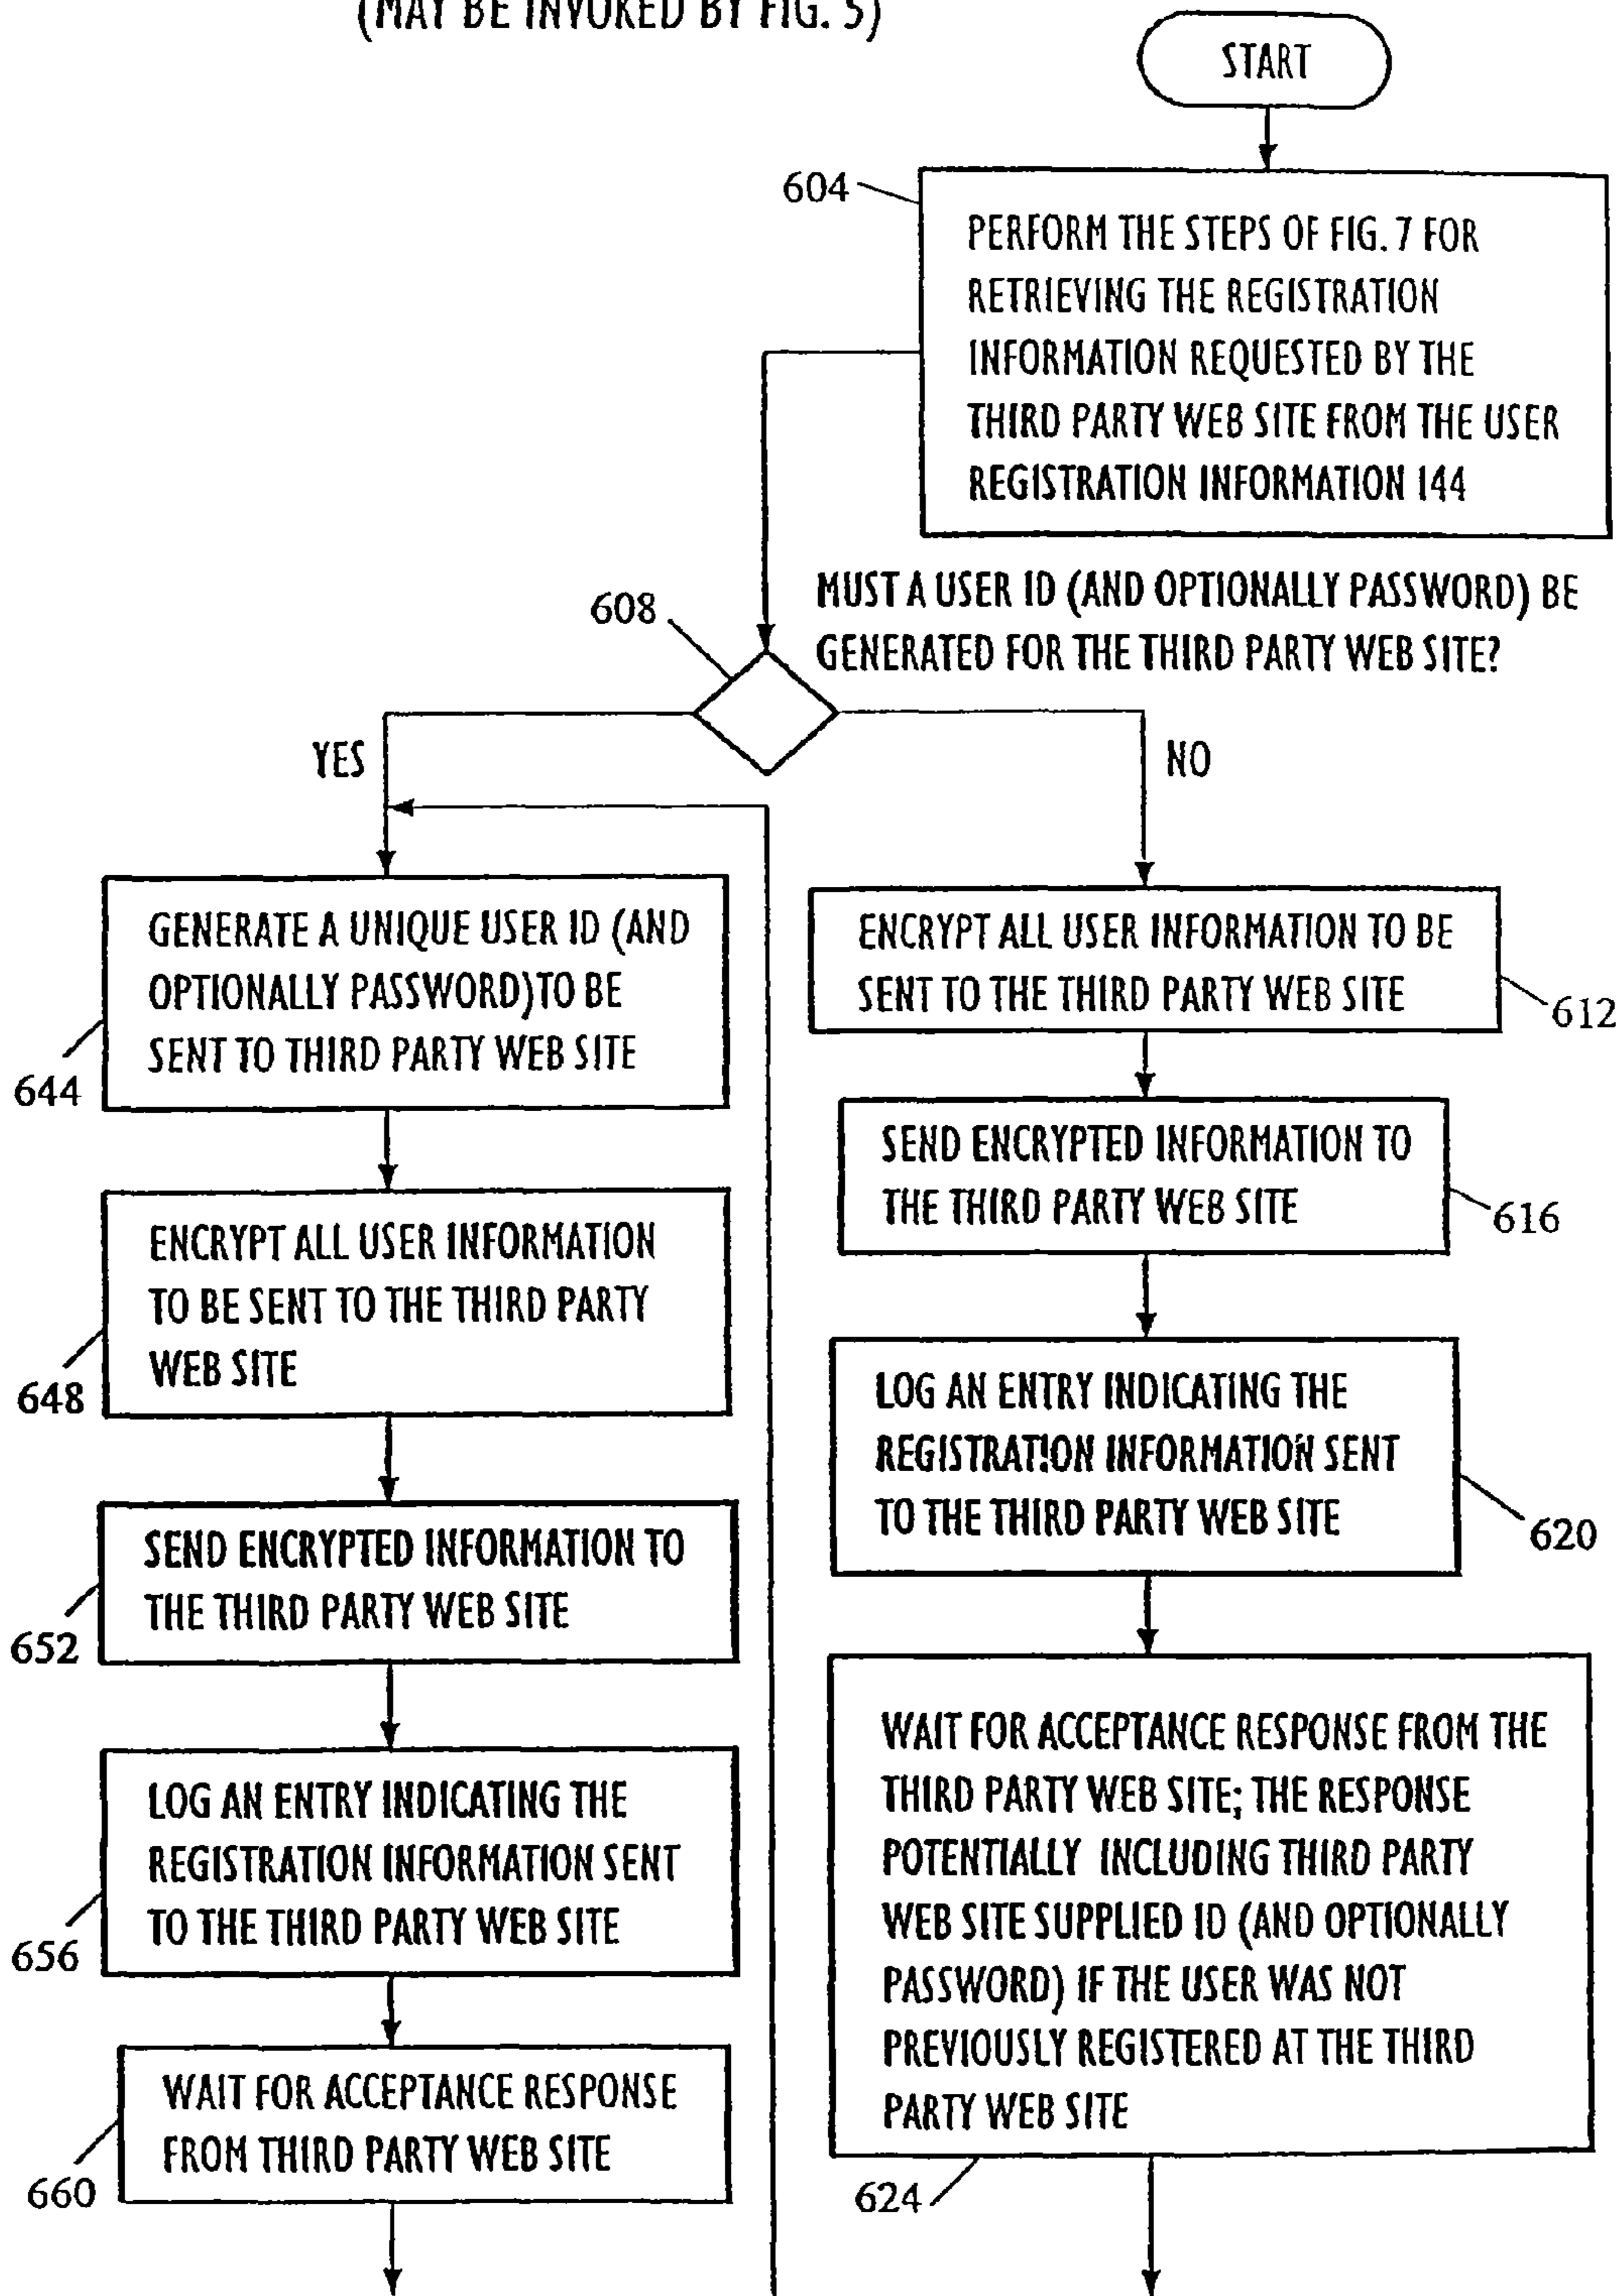 (MAY BE INVOKED BY FIG. 5)
START
604
PERFORM THE STEPS OF FIG. 7 FOR
RETRIEVING THE REGISTRATION
INFORMATION REQUESTED BY THE
THIRD PARTY WEB SITE FROM THE USER
REGISTRATION INFORMATION 144
608
MUST A USER ID (AND OPTIONALLY PASSWORD) BE
GENERATED FOR THE THIRD PARTY WEB SITE?
YES
NO
GENERATE A UNIQUE USER ID (AND
OPTIONALLY PASSWORD)TO BE
SENT TO THIRD PARTY WEB SITE
644
ENCRYPT ALL USER INFORMATION
TO BE SENT TO THE THIRD PARTY
WEB SITE
648
SEND ENCRYPTED INFORMATION TO
THE THIRD PARTY WEB SITE
652
LOG AN ENTRY INDICATING THE
REGISTRATION INFORMATION SENT
TO THE THIRD PARTY WEB SITE
656
WAIT FOR ACCEPTANCE RESPONSE
FROM THIRD PARTY WEB SITE
660
ENCRYPT ALL USER INFORMATION TO BE
SENT TO THE THIRD PARTY WEB SITE
612
SEND ENCRYPTED INFORMATION TO
THE THIRD PARTY WEB SITE
616
LOG AN ENTRY INDICATING THE
REGISTRATION INFORMATION SENT
TO THE THIRD PARTY WEB SITE
620
WAIT FOR ACCEPTANCE RESPONSE FROM THE
THIRD PARTY WEB SITE; THE RESPONSE
POTENTIALLY INCLUDING THIRD PARTY
WEB SITE SUPPLIED ID (AND OPTIONALLY
PASSWORD) IF THE USER WAS NOT
PREVIOUSLY REGISTERED AT THE THIRD
PARTY WEB SITE
624